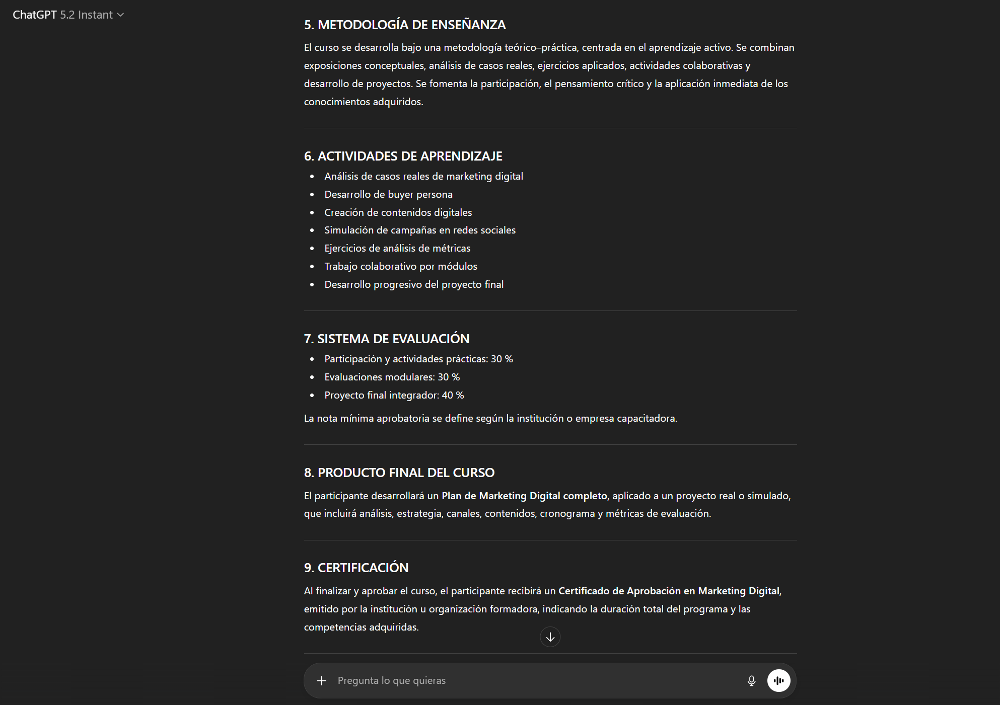 ChatGPT 5.2 Instant
5. METODOLOGÍA DE ENSEÑANZA
El curso se desarrolla bajo una metodología teórico–práctica, centrada en el aprendizaje activo. Se combinan
exposiciones conceptuales, análisis de casos reales, ejercicios aplicados, actividades colaborativas y
desarrollo de proyectos. Se fomenta la participación, el pensamiento crítico y la aplicación inmediata de los
conocimientos adquiridos.
6. ACTIVIDADES DE APRENDIZAJE
• Análisis de casos reales de marketing digital
• Desarrollo de buyer persona
• Creación de contenidos digitales
• Simulación de campañas en redes sociales
• Ejercicios de análisis de métricas
• Trabajo colaborativo por módulos
• Desarrollo progresivo del proyecto final
7. SISTEMA DE EVALUACIÓN
• Participación y actividades prácticas: 30 %
• Evaluaciones modulares: 30 %
• Proyecto final integrador: 40 %
La nota mínima aprobatoria se define según la institución o empresa capacitadora.
8. PRODUCTO FINAL DEL CURSO
El participante desarrollará un Plan de Marketing Digital completo, aplicado a un proyecto real o simulado,
que incluirá análisis, estrategia, canales, contenidos, cronograma y métricas de evaluación.
9. CERTIFICACIÓN
Al finalizar y aprobar el curso, el participante recibirá un Certificado de Aprobación en Marketing Digital,
emitido por la institución u organización formadora, indicando la duración total del programa y las
competencias adquiridas.
Pregunta lo que quieras